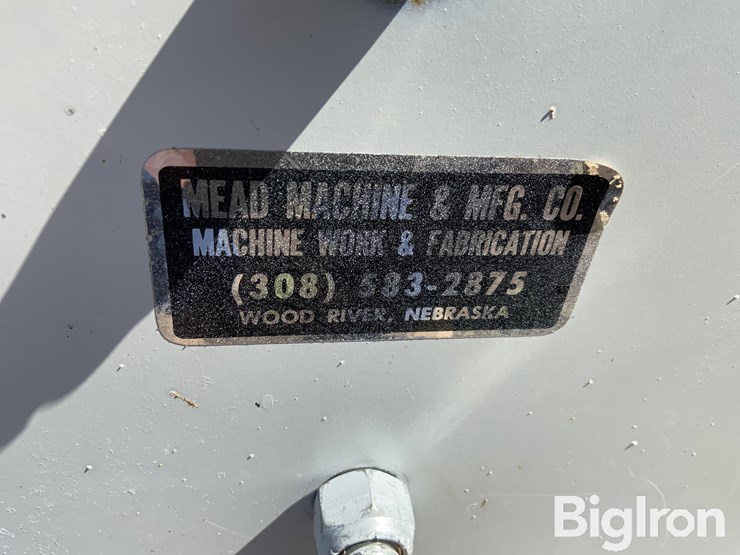 MEAD MACHINE & MFG. CO.
MACHINE WORK & FABRICATION
(308) 583-2875
WOOD RIVER, NEBRASKA
BigIron